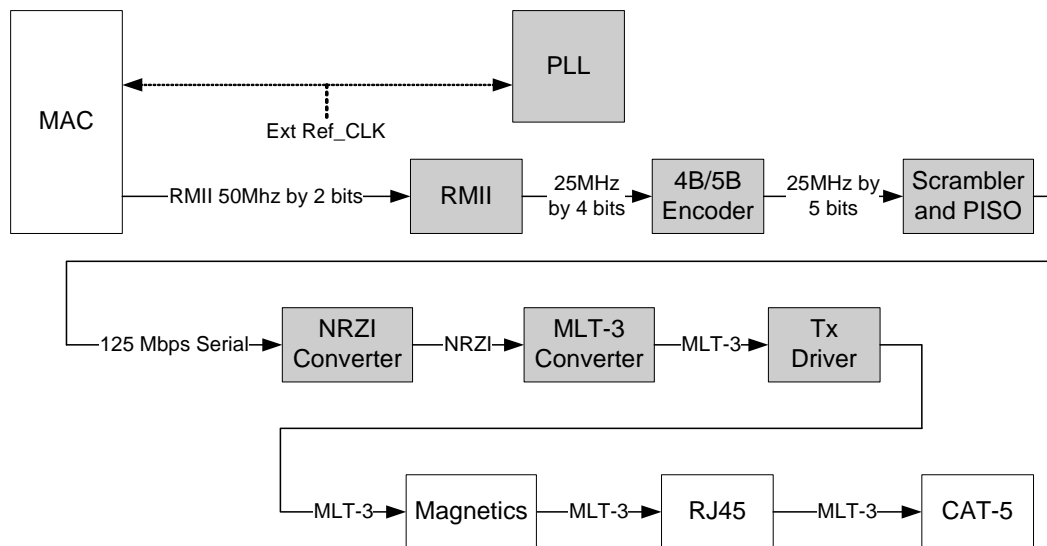 MAC
PLL
Ext Ref_CLK
RMII 50Mhz by 2 bits
RMII
25MHz
by 4 bits
4B/5B
Encoder
25MHz by
5 bits
Scrambler
and PISO
125 Mbps Serial
NRZI
Converter
NRZI
MLT-3
Converter
MLT-3
Tx
Driver
MLT-3
Magnetics
MLT-3
RJ45
MLT-3
CAT-5